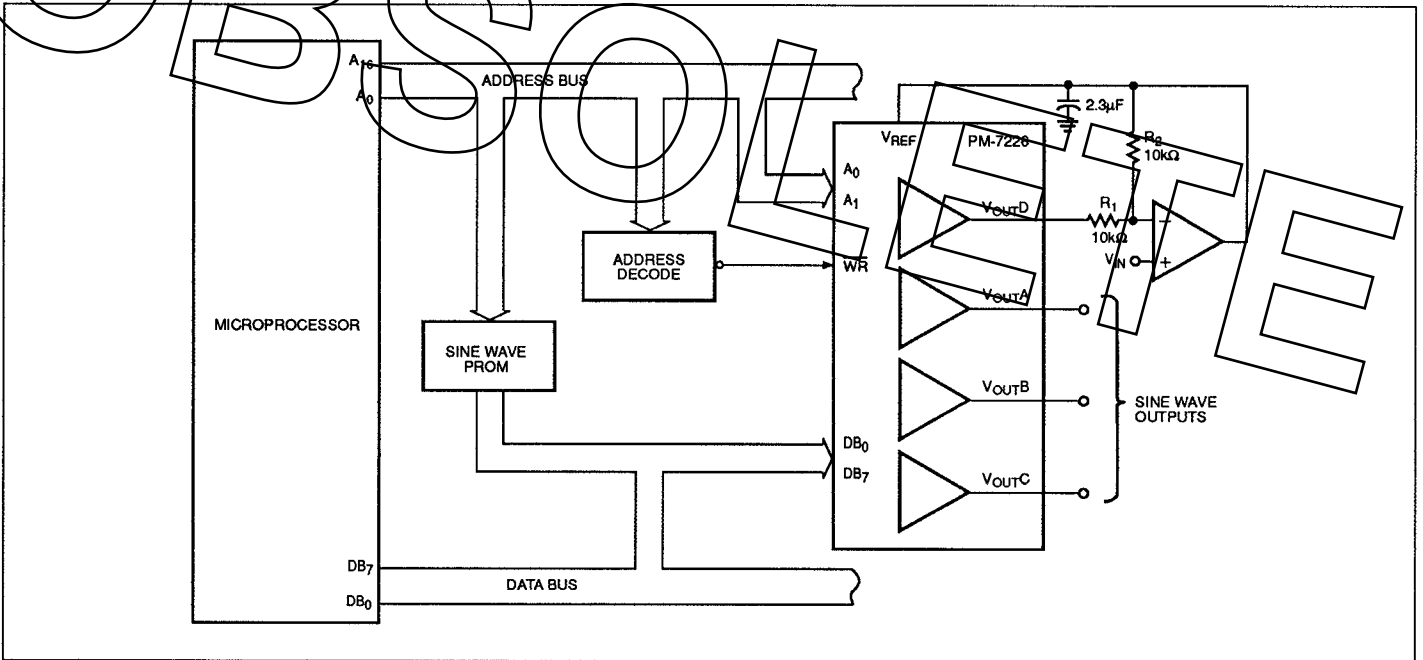 OBSOLETE
A16
ADDRESS BUS
A0
2.3μF
VREF
PM-7226
R2
10kΩ
A0
A1
VOUTD
R1
10kΩ
VIN
−
+
ADDRESS
DECODE
WR
VOUTA
MICROPROCESSOR
SINE WAVE
PROM
VOUTB
SINE WAVE
OUTPUTS
DB0
DB7
VOUTC
DB7
DATA BUS
DB0